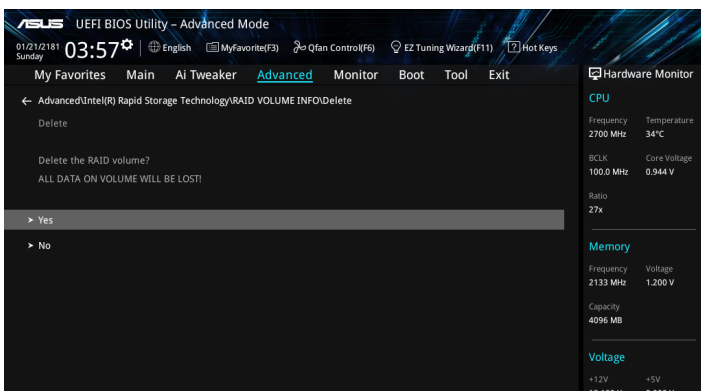 ASUS UEFI BIOS Utility – Advanced Mode
01/21/2181 Sunday 03:57 English MyFavorite(F3) Qfan Control(F6) EZ Tuning Wizard(F11) ? Hot Keys
My Favorites Main Ai Tweaker Advanced Monitor Boot Tool Exit
← Advanced\Intel(R) Rapid Storage Technology\RAID VOLUME INFO\Delete
Delete
Delete the RAID volume?
ALL DATA ON VOLUME WILL BE LOST!
> Yes
> No
Hardware Monitor
CPU
Frequency Temperature
2700 MHz 34°C
BCLK Core Voltage
100.0 MHz 0.944 V
Ratio
27x
Memory
Frequency Voltage
2133 MHz 1.200 V
Capacity
4096 MB
Voltage
+12V +5V